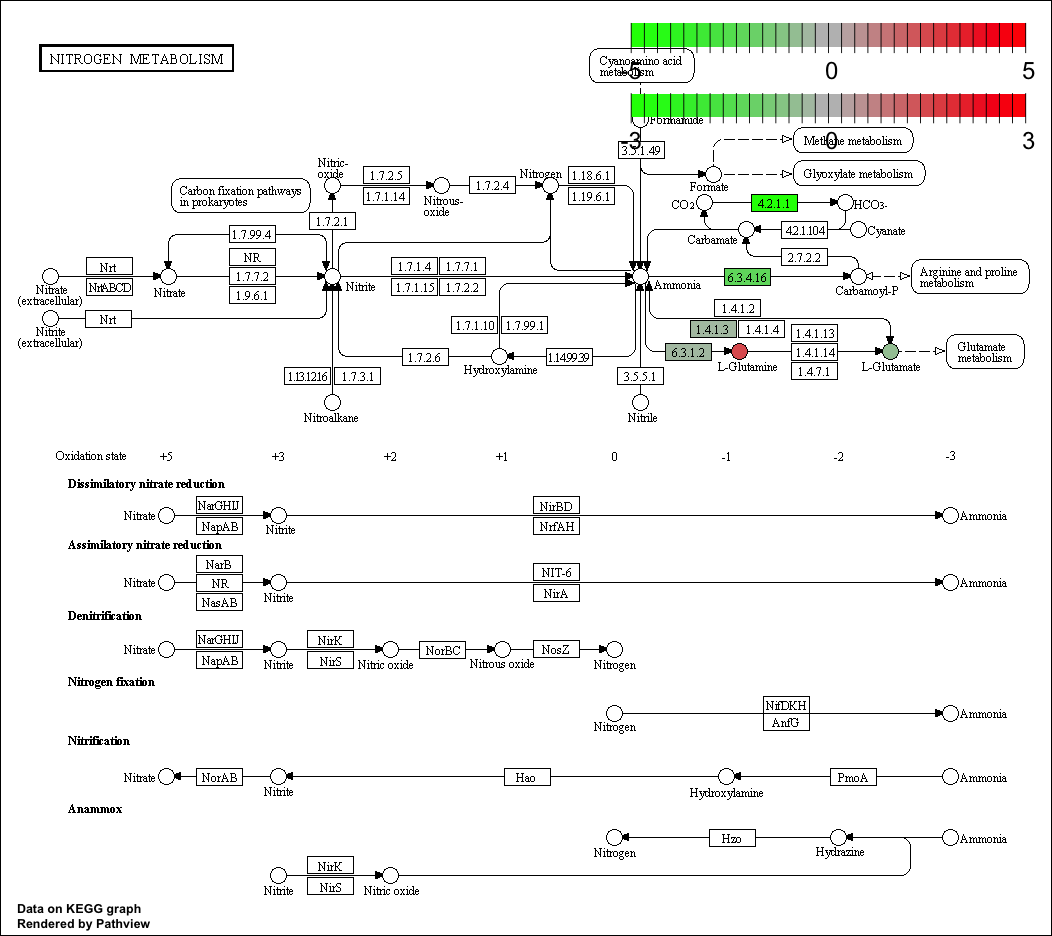 NITROGEN METABOLISM
-5 0 5
Cyanoamino acid
metabolism
-3 0 3
Formamide
3.5.1.49
Methane metabolism
Glyoxylate metabolism
Formate
Nitric-
oxide
1.7.2.5
1.7.1.14
Nitrous-
oxide
1.7.2.4
Nitrogen
1.18.6.1
1.19.6.1
Carbon fixation pathways
in prokaryotes
1.7.2.1
CO2
4.2.1.1
HCO3-
Carbamate
4.2.1.104
Cyanate
2.7.2.2
1.7.99.4
Nrt
NrtABCD
NR
1.7.7.2
1.9.6.1
Nitrate
(extracellular)
Nitrate
Nitrite
1.7.1.4
1.7.7.1
1.7.1.15
1.7.2.2
Ammonia
6.3.4.16
Carbamoyl-P
Arginine and proline
metabolism
Nrt
Nitrite
(extracellular)
1.7.1.10
1.7.99.1
1.4.1.2
1.4.1.3
1.4.1.4
1.4.1.13
1.4.1.14
1.4.7.1
1.7.2.6
Hydroxylamine
1.14.99.39
6.3.1.2
L-Glutamine
L-Glutamate
Glutamate
metabolism
1.13.12.16
1.7.3.1
3.5.5.1
Nitroalkane
Nitrile
Oxidation state +5 +3 +2 +1 0 -1 -2 -3
Dissimilatory nitrate reduction
NarGHIJ
NapAB
NirBD
NrfAH
Nitrate Nitrite Ammonia
Assimilatory nitrate reduction
NarB
NR
NasAB
NIT-6
NirA
Nitrate Nitrite Ammonia
Denitrification
NarGHIJ
NapAB
NirK
NirS
NorBC
NosZ
Nitrate Nitrite Nitric oxide Nitrous oxide Nitrogen
Nitrogen fixation
NifDKH
AnfG
Nitrogen Ammonia
Nitrification
Nitrate NorAB Nitrite Hao Hydroxylamine PmoA Ammonia
Anammox
Nitrogen Hzo Hydrazine Ammonia
NirK
NirS
Nitrite Nitric oxide
Data on KEGG graph
Rendered by Pathview